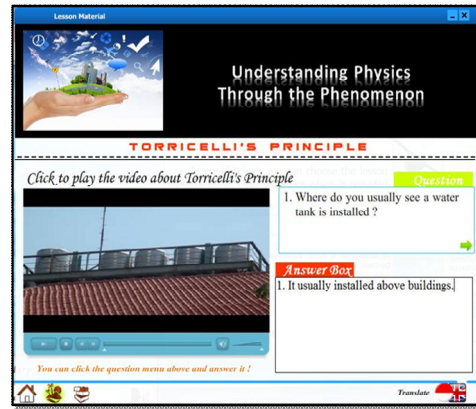 Lesson Material
Understanding Physics
Through the Phenomenon
TORRICELLI'S PRINCIPLE
Click to play the video about Torricelli's Principle
Question
1. Where do you usually see a water
tank is installed ?
Answer Box
1. It usually installed above buildings.
You can click the question menu above and answer it !
Translate